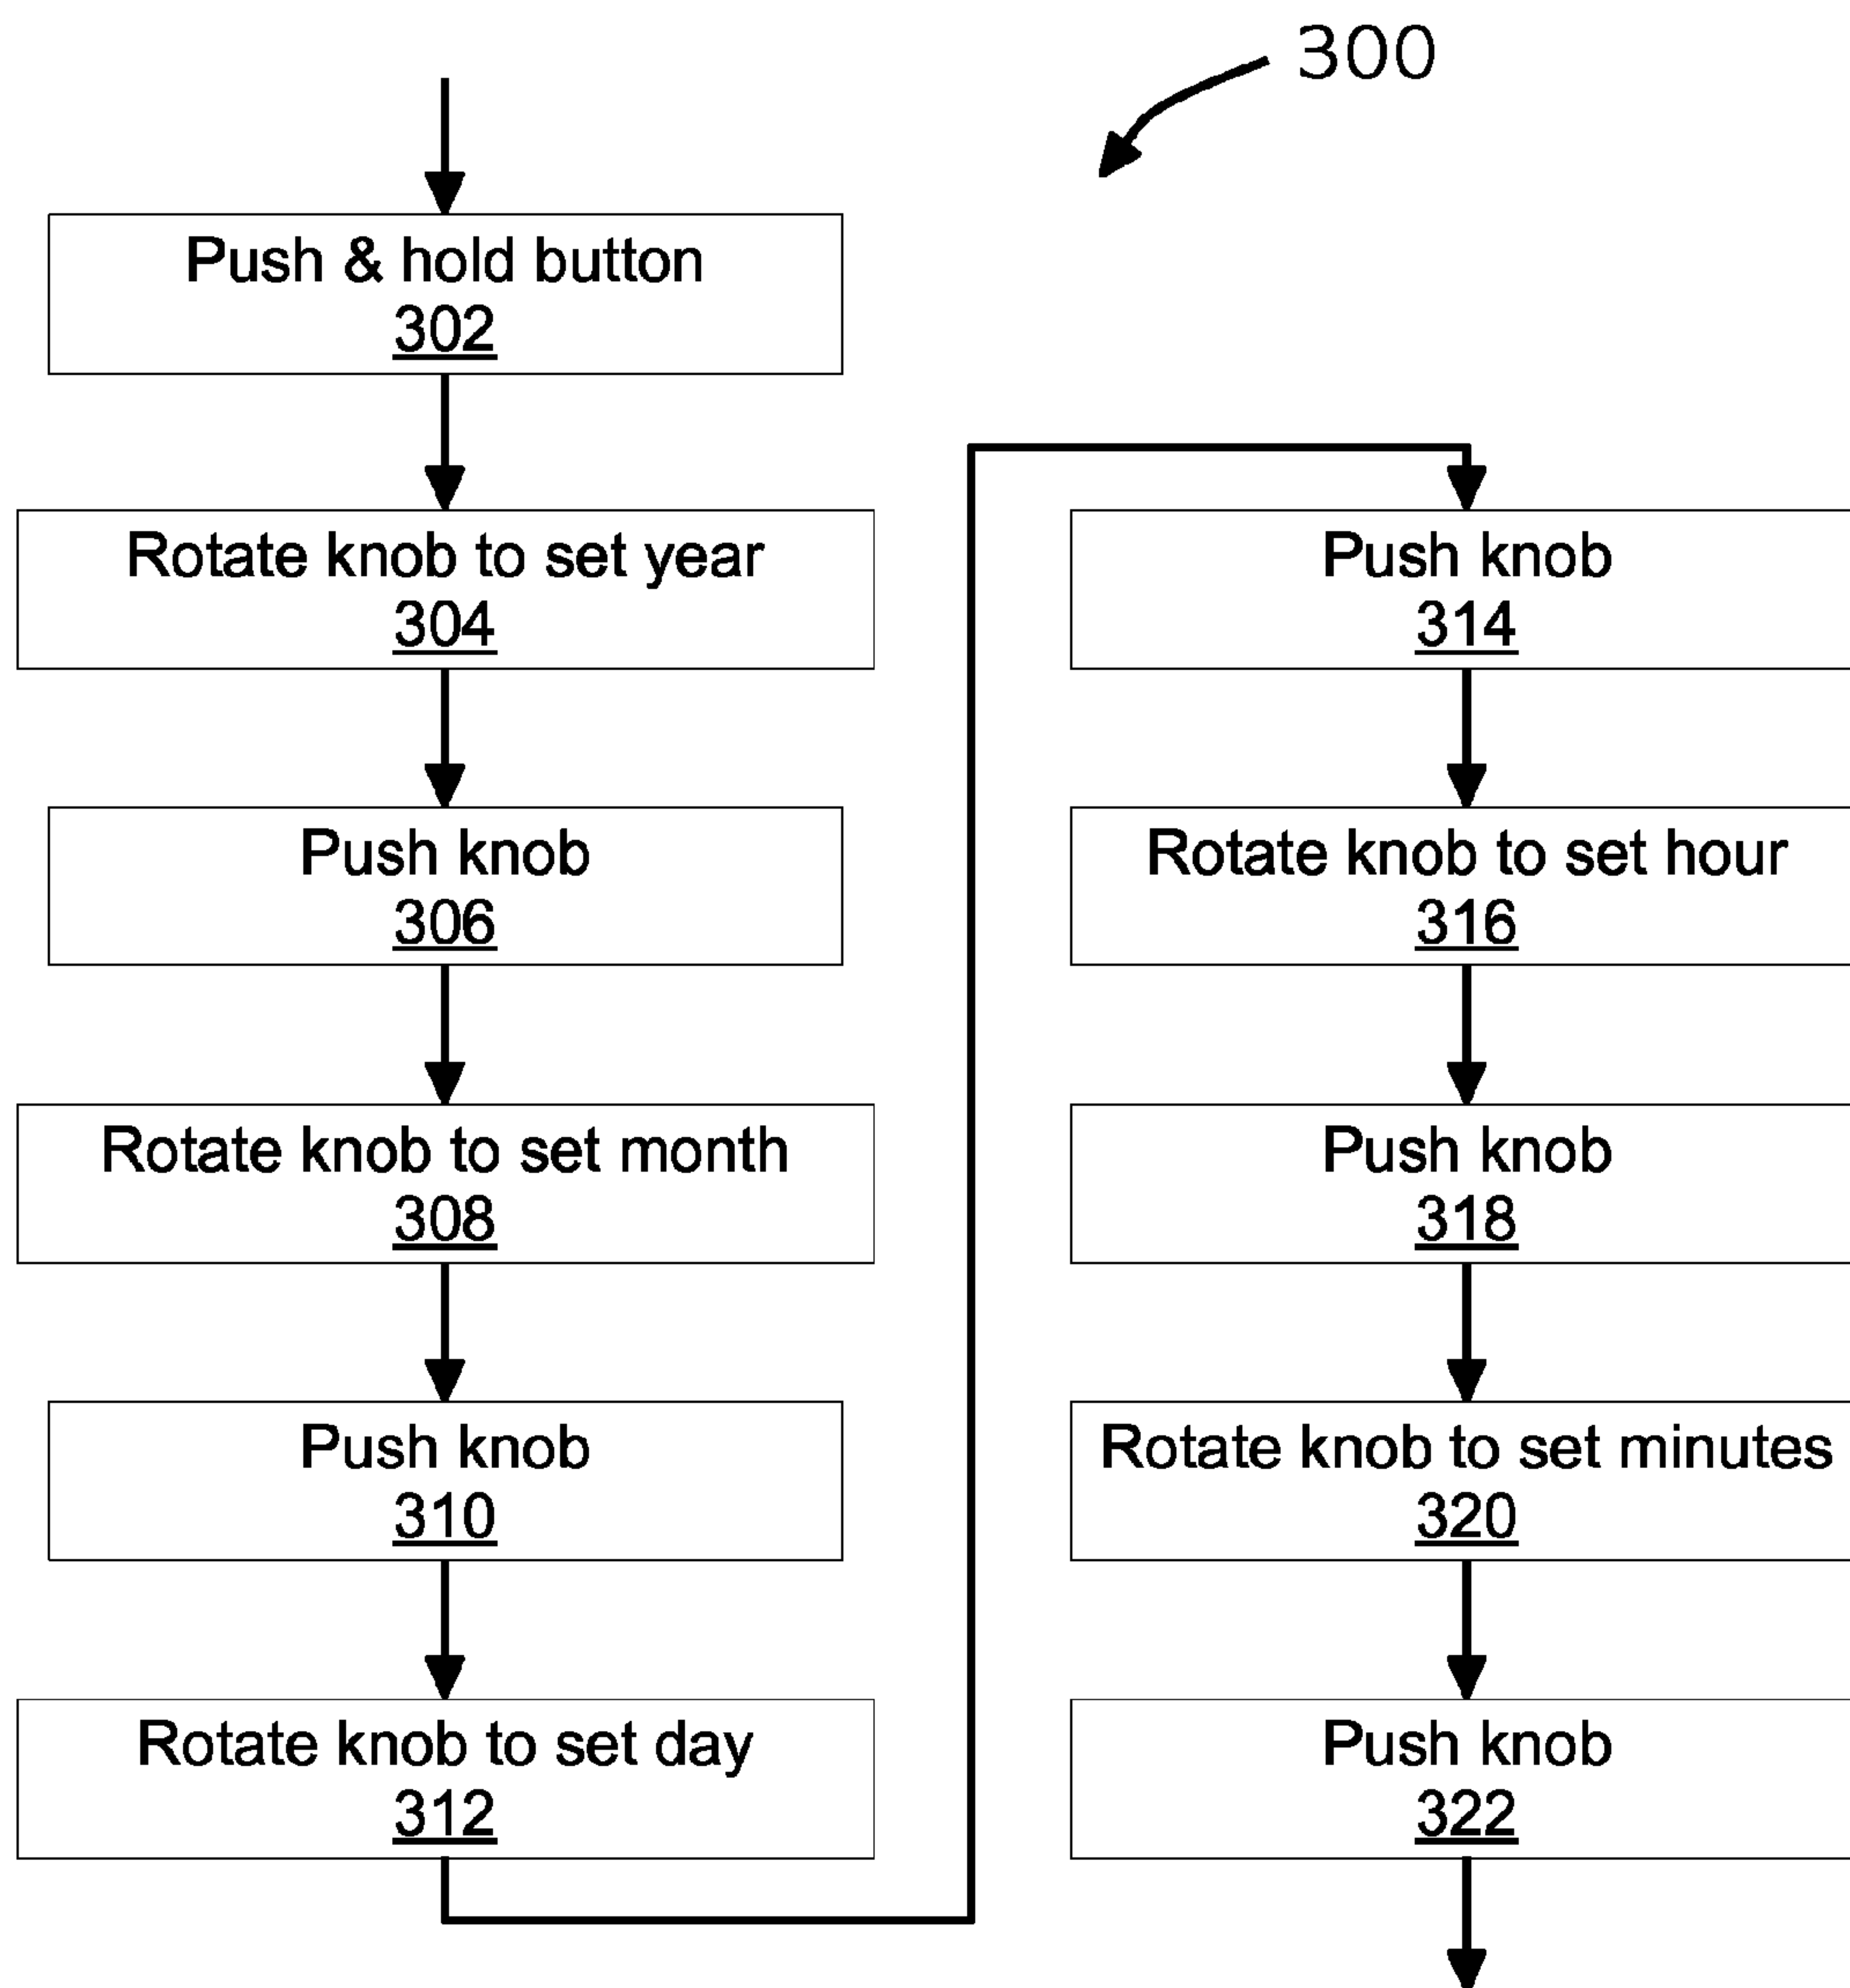 300
Push & hold button
302
Rotate knob to set year
304
Push knob
306
Rotate knob to set month
308
Push knob
310
Rotate knob to set day
312
Push knob
314
Rotate knob to set hour
316
Push knob
318
Rotate knob to set minutes
320
Push knob
322